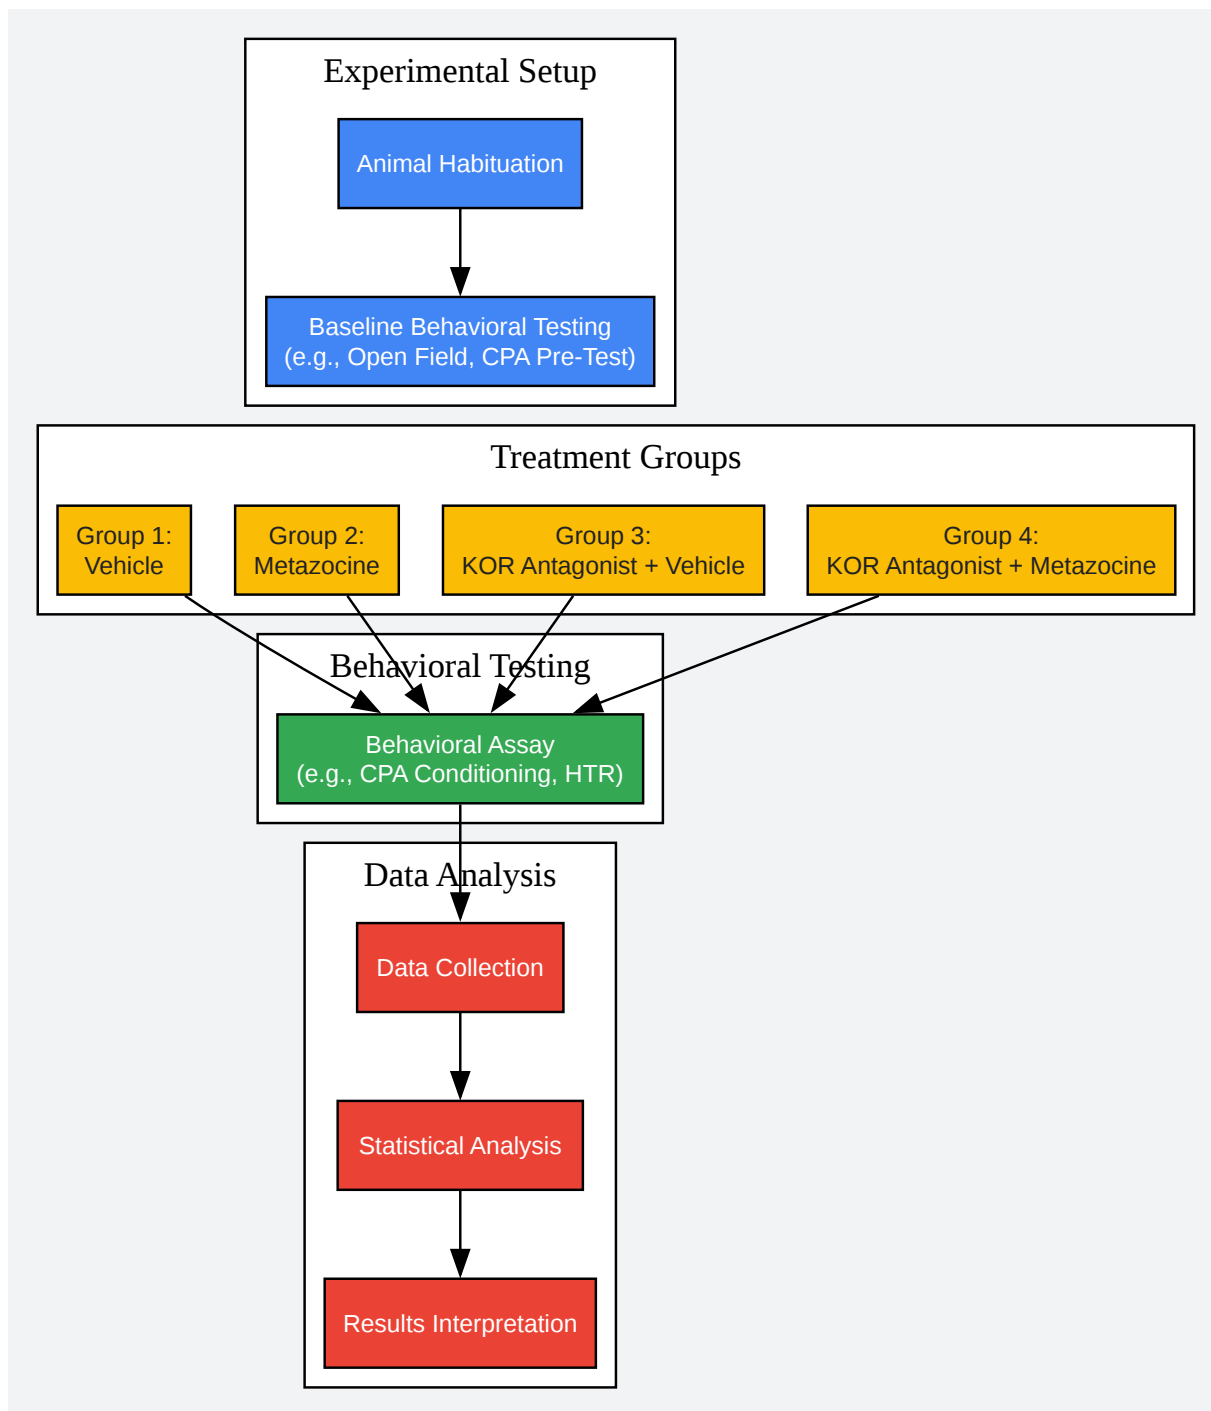 Experimental Setup
Animal Habituation
Baseline Behavioral Testing
(e.g., Open Field, CPA Pre-Test)
Treatment Groups
Group 1:
Vehicle
Group 2:
Metazocine
Group 3:
KOR Antagonist + Vehicle
Group 4:
KOR Antagonist + Metazocine
Behavioral Testing
Behavioral Assay
(e.g., CPA Conditioning, HTR)
Data Analysis
Data Collection
Statistical Analysis
Results Interpretation